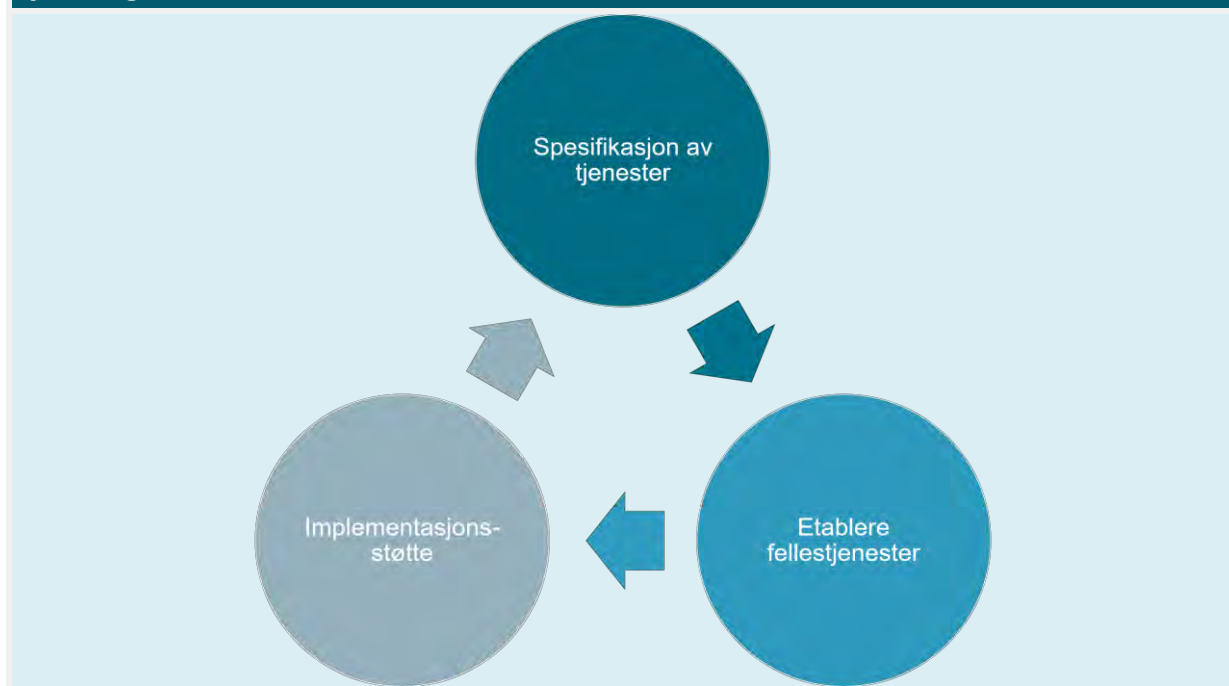 Spesifikasjon av
tjenester
Implementasjons-
støtte
Etablere
fellestjenester